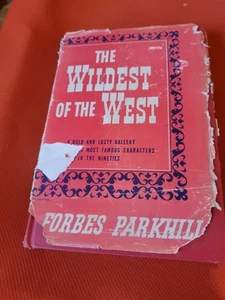 THE
WILDEST
OF THE WEST
BOLD AND LUSTY GALLERY
MOST FAMOUS CHARACTERS
IN THE NINETIES
FORBES PARKHILL